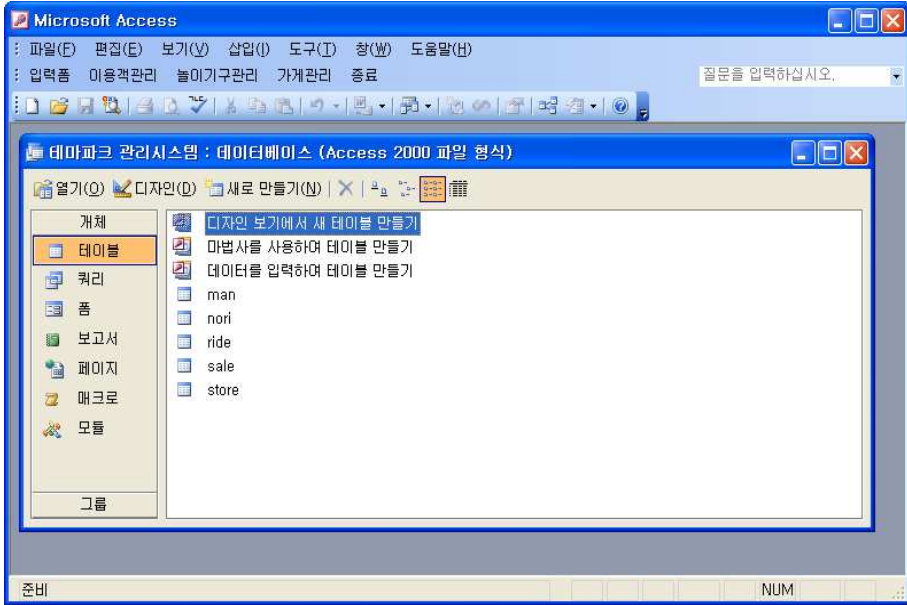 Microsoft Access
파일(F) 편집(E) 보기(V) 삽입(I) 도구(T) 창(W) 도움말(H)
입력폼 이용객관리 놀이기구관리 가게관리 종료 질문을 입력하십시오.
테마파크 관리시스템 : 데이터베이스 (Access 2000 파일 형식)
열기(O) 디자인(D) 새로 만들기(N)
개체
테이블
쿼리
폼
보고서
페이지
매크로
모듈
그룹
디자인 보기에서 새 테이블 만들기
마법사를 사용하여 테이블 만들기
데이터를 입력하여 테이블 만들기
man
nori
ride
sale
store
준비 NUM